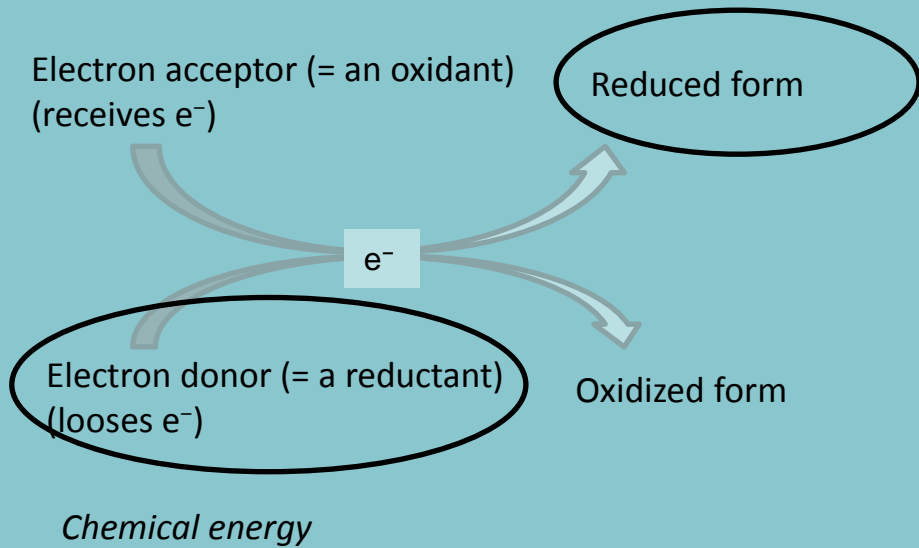 Electron acceptor (= an oxidant)
(receives e⁻)
Reduced form
e⁻
Electron donor (= a reductant)
(looses e⁻)
Oxidized form
Chemical energy